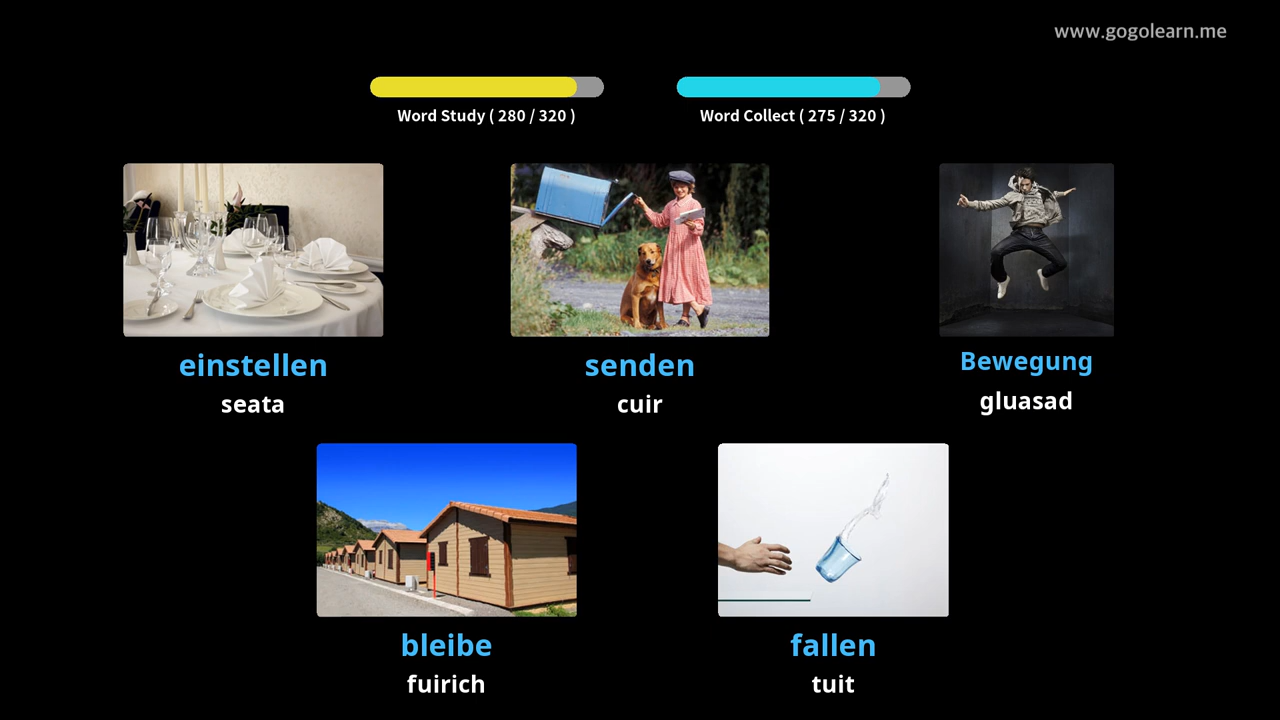 www.gogolearn.me
Word Study ( 280 / 320 )
Word Collect ( 275 / 320 )
einstellen
seata
senden
cuir
Bewegung
gluasad
bleibe
fuirich
fallen
tuit